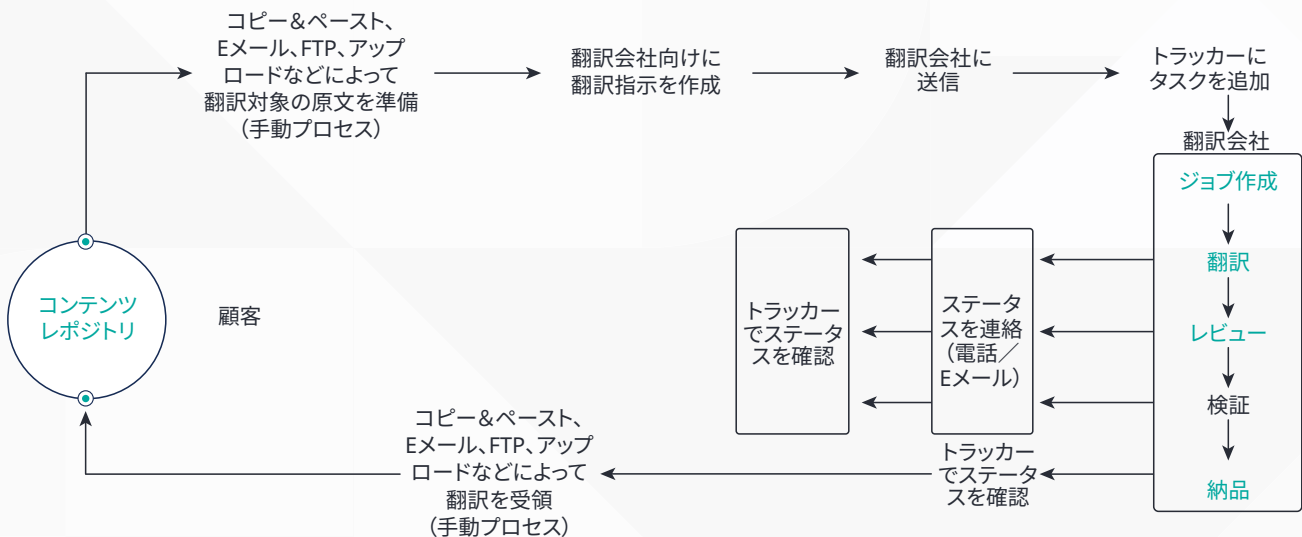 コピー＆ペースト、
Eメール、FTP、アップ
ロードなどによって
翻訳対象の原文を準備
（手動プロセス）
翻訳会社向けに
翻訳指示を作成
翻訳会社に
送信
トラッカーに
タスクを追加
翻訳会社
ジョブ作成
翻訳
レビュー
検証
納品
ステータ
スを連絡
（電話／
Eメール）
トラッカー
でステータ
スを確認
トラッカー
でステータ
スを確認
コピー＆ペースト、
Eメール、FTP、アップ
ロードなどによって
翻訳を受領
（手動プロセス）
コンテンツ
レポジトリ
顧客